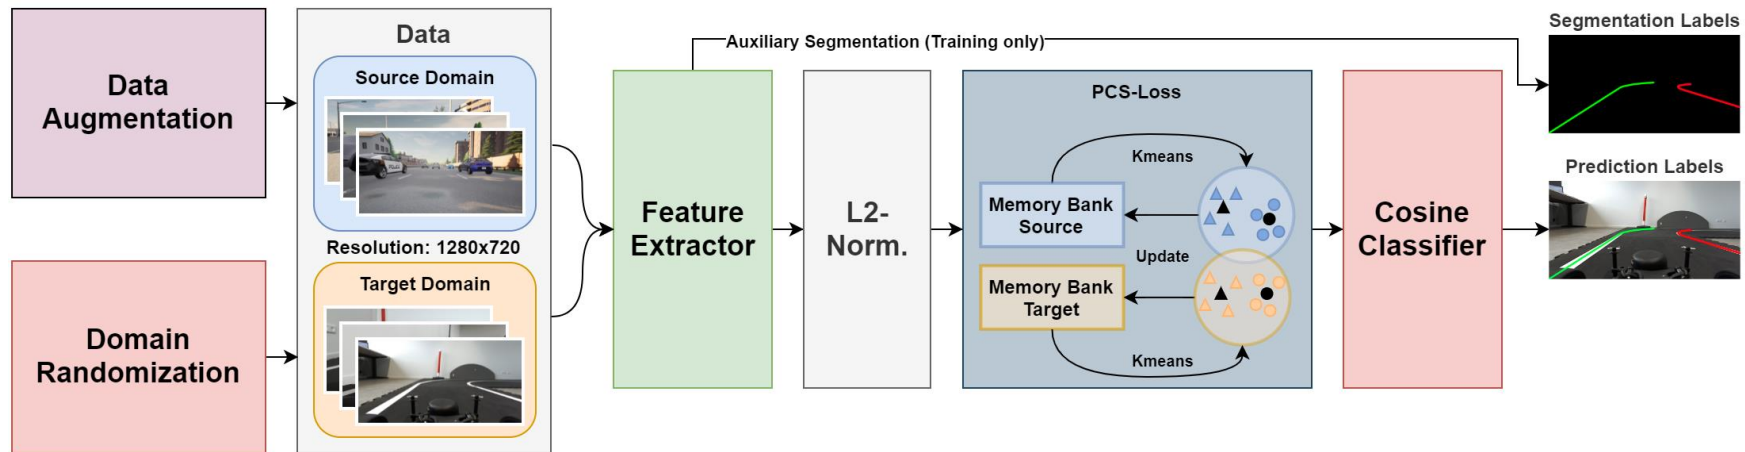 Data
Augmentation
Domain
Randomization
Data
Source Domain
POLICE
Resolution: 1280x720
Target Domain
Auxiliary Segmentation (Training only)
Feature
Extractor
L2-
Norm.
PCS-Loss
Kmeans
Memory Bank
Source
Update
Memory Bank
Target
Kmeans
Cosine
Classifier
Segmentation Labels
Prediction Labels